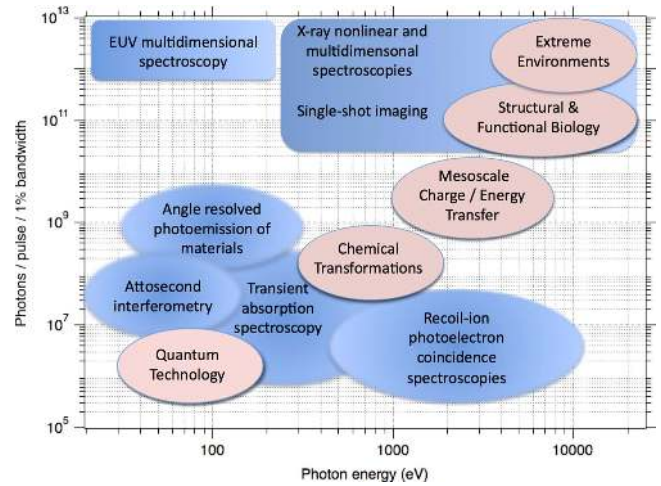 10^13
10^11
10^9
10^7
10^5
Photons / pulse / 1% bandwidth
EUV multidimensional
spectroscopy
X-ray nonlinear and
multidimensonal
spectroscopies
Single-shot imaging
Extreme
Environments
Structural &
Functional Biology
Mesoscale
Charge / Energy
Transfer
Angle resolved
photoemission of
materials
Chemical
Transformations
Attosecond
interferometry
Transient
absorption
spectroscopy
Recoil-ion
photoelectron
coincidence
spectroscopies
Quantum
Technology
100
1000
10000
Photon energy (eV)